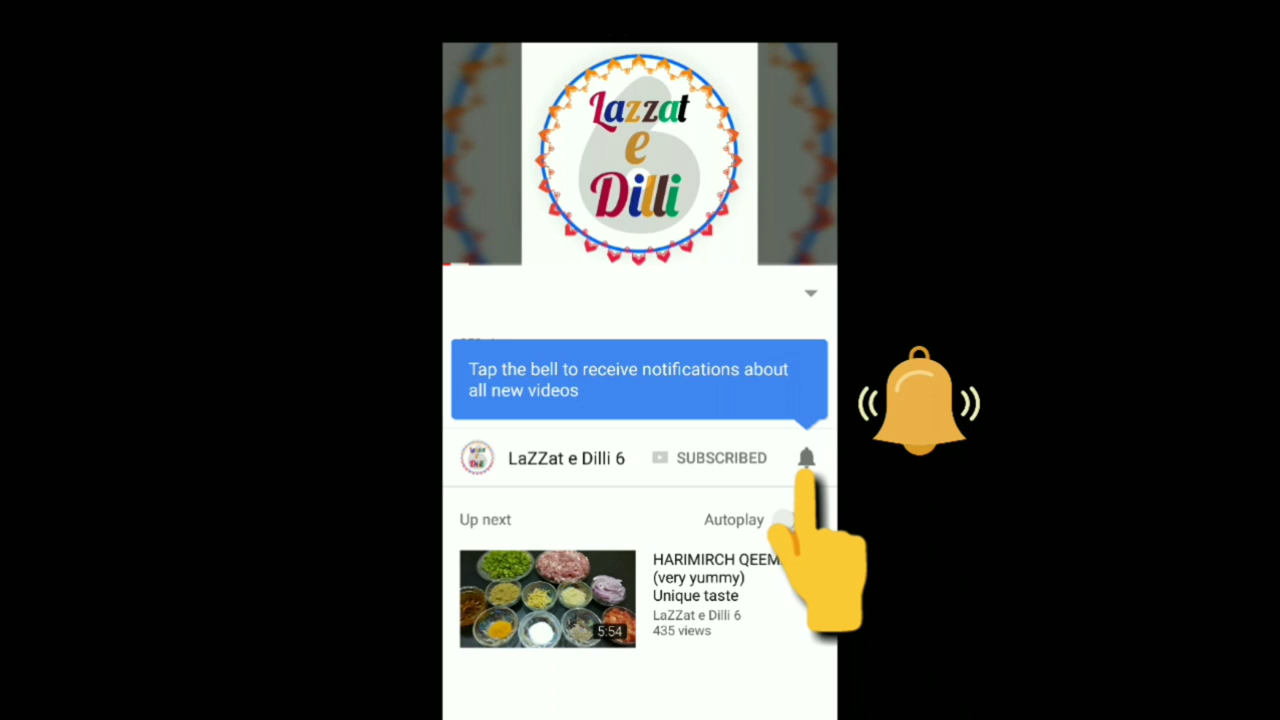 Lazzat
e
Dilli
6
Tap the bell to receive notifications about
all new videos
LaZZat e Dilli 6
SUBSCRIBED
Up next
Autoplay
HARIMIRCH QEEM
(very yummy)
Unique taste
LaZZat e Dilli 6
435 views
5:54